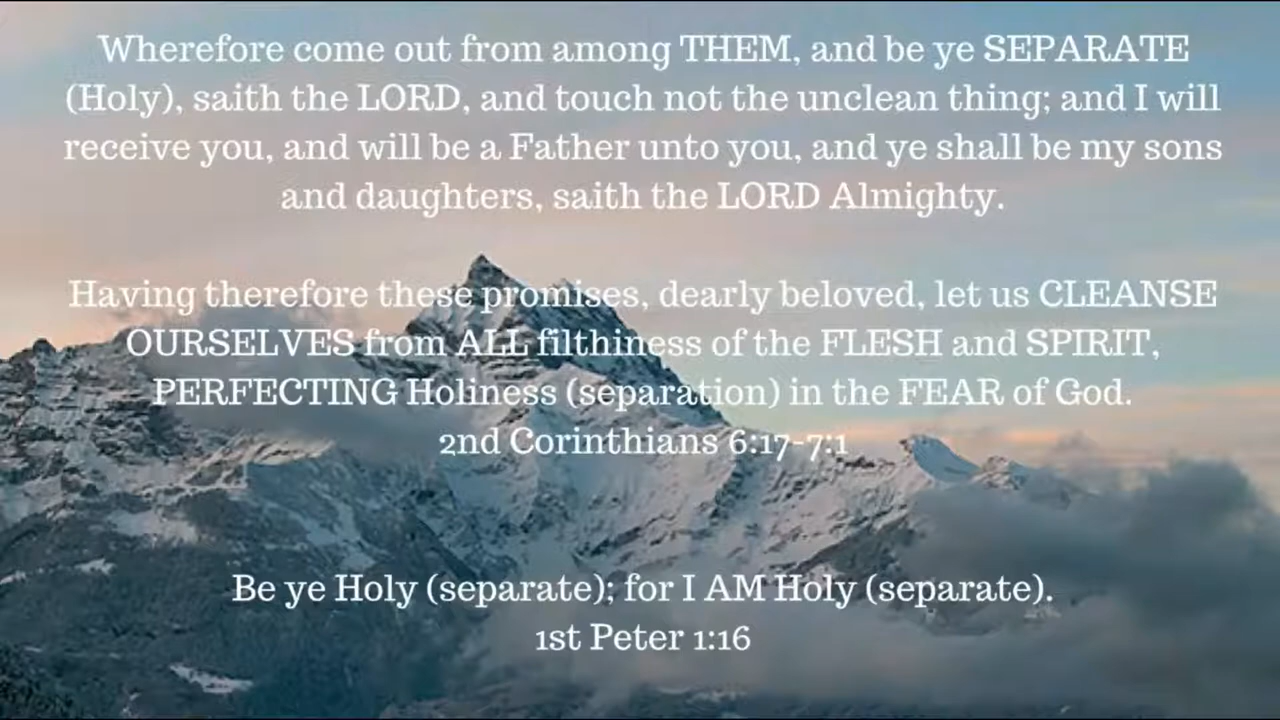 Wherefore come out from among THEM, and be ye SEPARATE
(Holy), saith the LORD, and touch not the unclean thing; and I will
receive you, and will be a Father unto you, and ye shall be my sons
and daughters, saith the LORD Almighty.
Having therefore these promises, dearly beloved, let us CLEANSE
OURSELVES from ALL filthiness of the FLESH and SPIRIT,
PERFECTING Holiness (separation) in the FEAR of God.
2nd Corinthians 6:17-7:1
Be ye Holy (separate); for I AM Holy (separate).
1st Peter 1:16